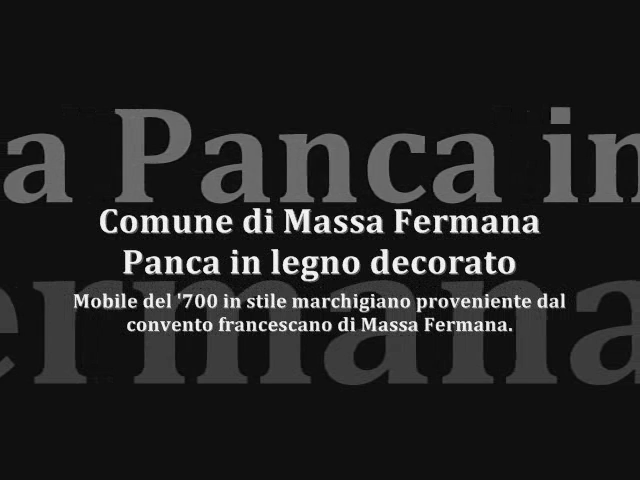 a Panca in
Comune di Massa Fermana
Panca in legno decorato
Mobile del '700 in stile marchigiano proveniente dal
convento francescano di Massa Fermana.
ermana